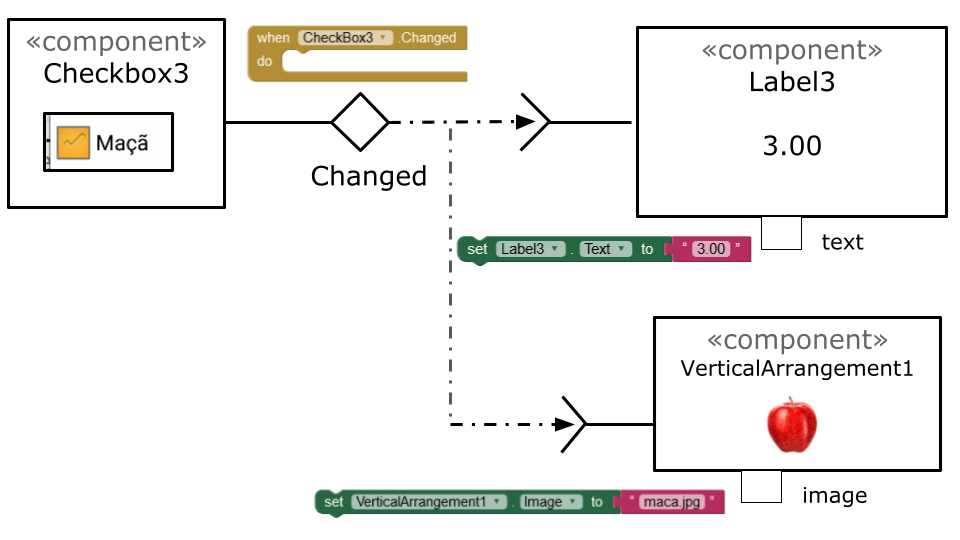 «component»
Checkbox3
Maçã
when CheckBox3 .Changed
do
Changed
«component»
Label3
3.00
text
set Label3 . Text to " 3.00 "
«component»
VerticalArrangement1
image
set VerticalArrangement1 . Image to " maca.jpg "